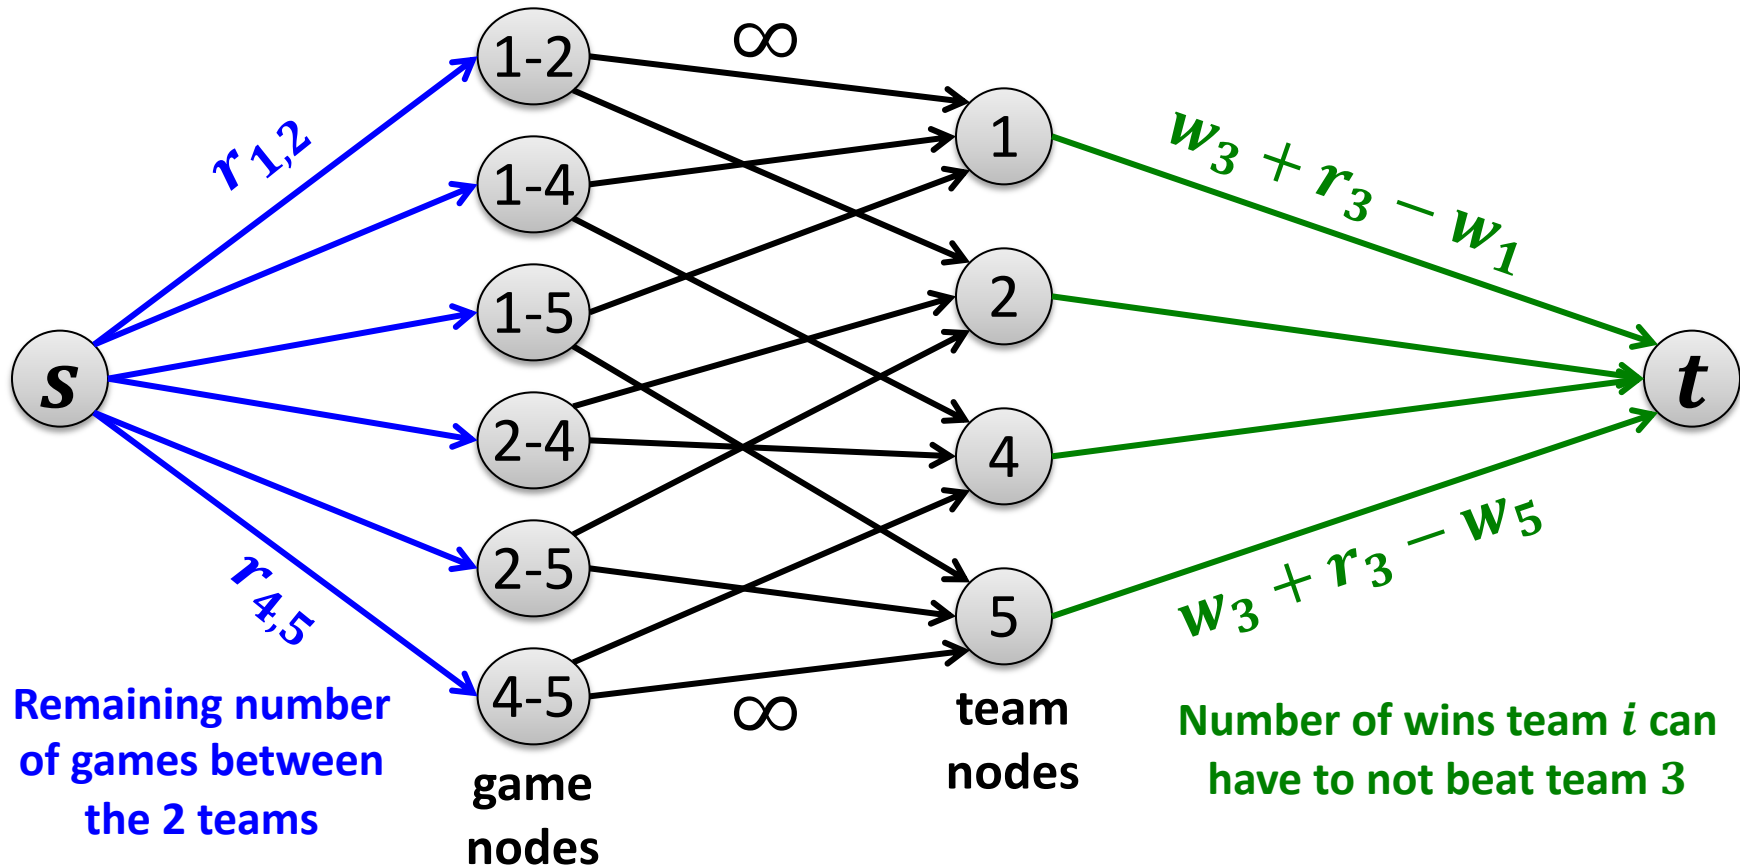 ∞
1-2
1
w₃ + r₃ − w₁
r₁,₂
1-4
1-5
2
s
t
2-4
4
2-5
5
w₃ + r₃ − w₅
r₄,₅
4-5
∞
Remaining number
of games between
the 2 teams
game
nodes
team
nodes
Number of wins team i can
have to not beat team 3